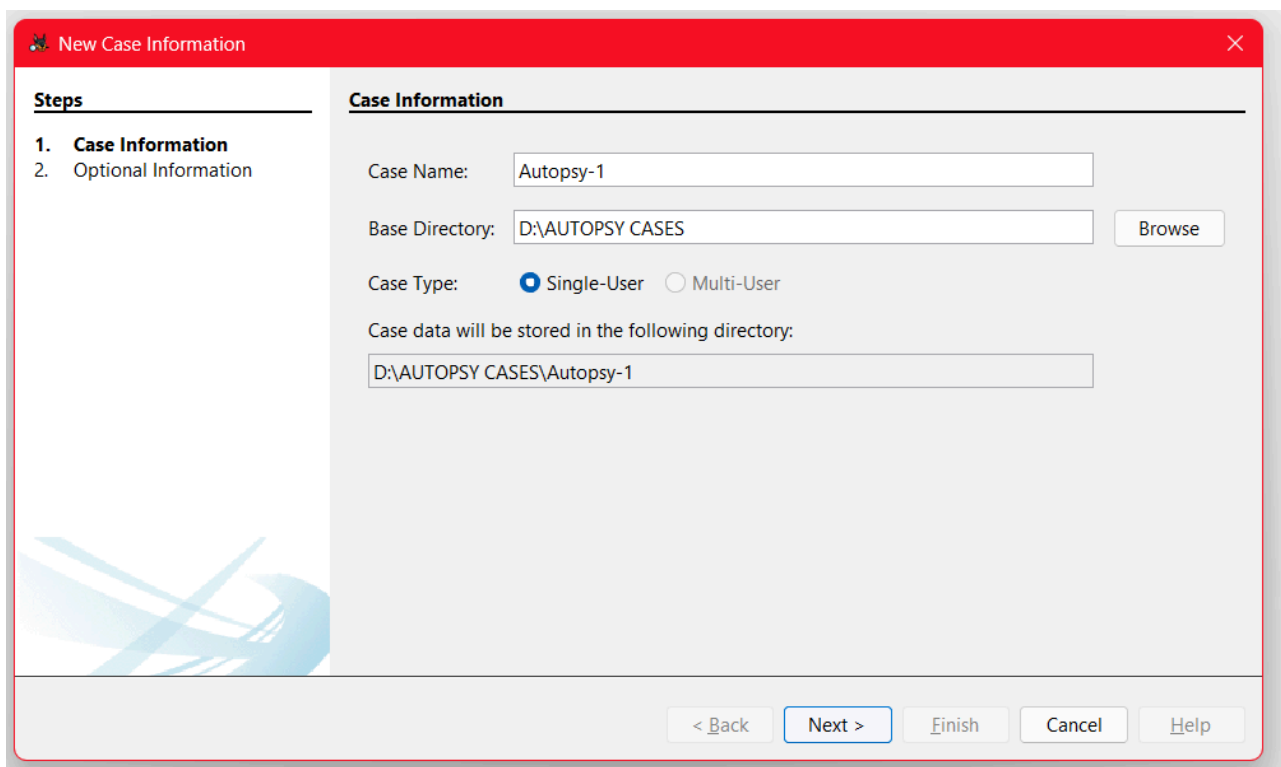 New Case Information
Steps
1. Case Information
2. Optional Information
Case Information
Case Name: Autopsy-1
Base Directory: D:\AUTOPSY CASES Browse
Case Type: Single-User Multi-User
Case data will be stored in the following directory:
D:\AUTOPSY CASES\Autopsy-1
< Back Next > Finish Cancel Help